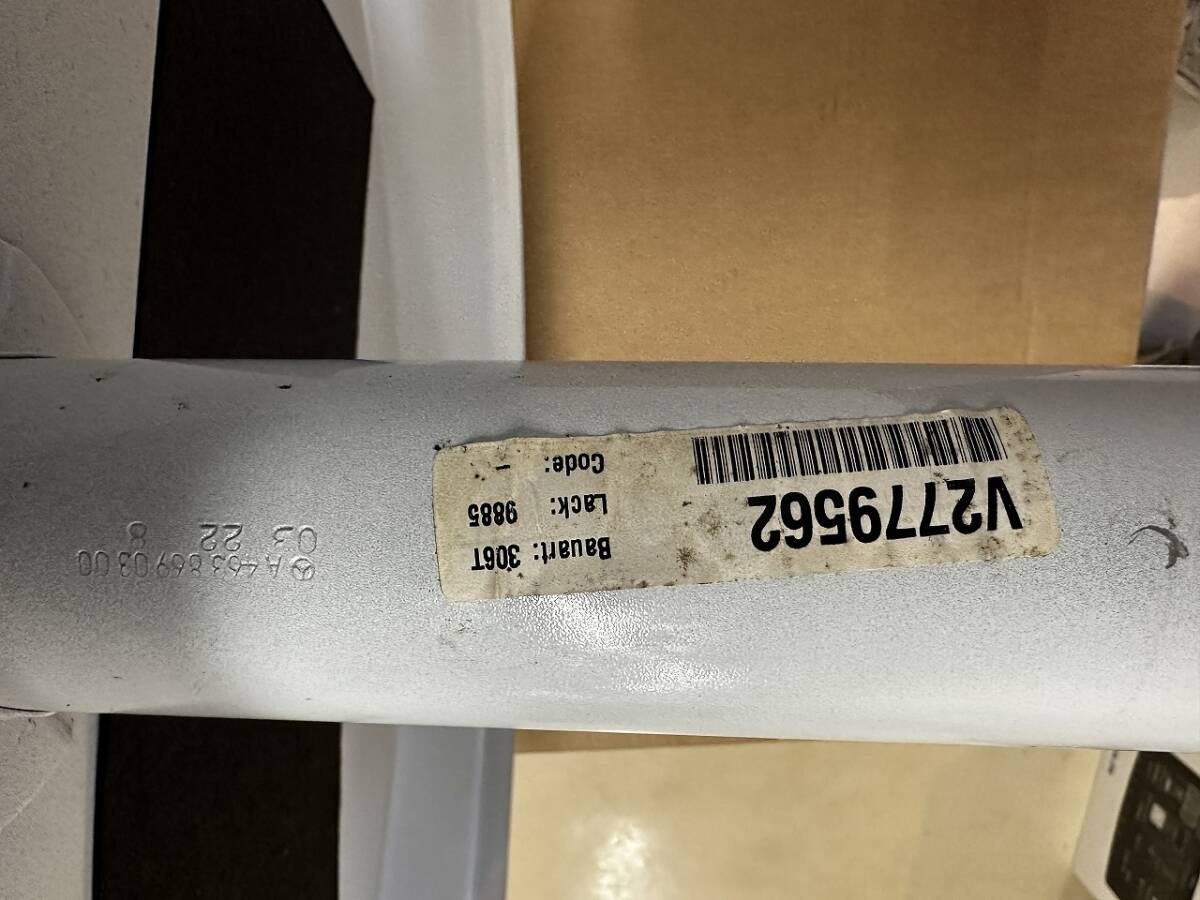 Bauart: 306T
Lack: 9885
Code: -
V2779562
A 463 869 03 00
8
03 22